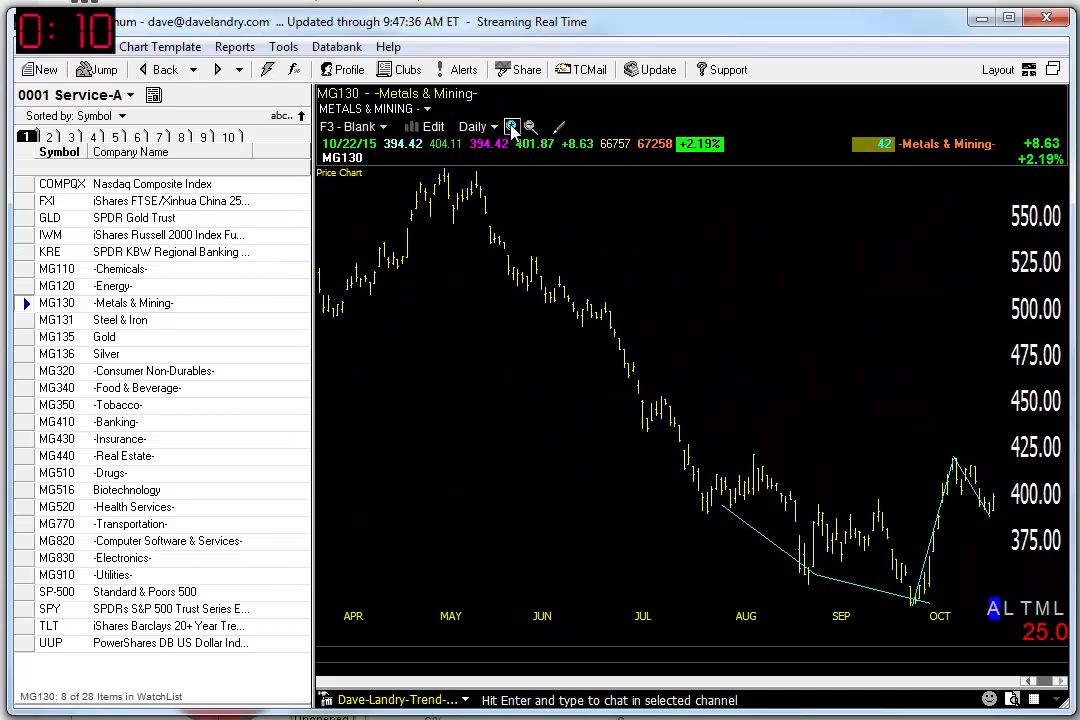 0:10
num - dave@davelandry.com ... Updated through 9:47:36 AM ET - Streaming Real Time
Chart Template Reports Tools Databank Help
New Jump Back Profile Clubs Alerts Share TCMail Update Support Layout
0001 Service-A
Sorted by: Symbol abc..
1 2 3 4 5 6 7 8 9 10
Symbol Company Name
COMPQX Nasdaq Composite Index
FXI iShares FTSE/Xinhua China 25...
GLD SPDR Gold Trust
IWM iShares Russell 2000 Index Fu...
KRE SPDR KBW Regional Banking ...
MG110 -Chemicals-
MG120 -Energy-
MG130 -Metals & Mining-
MG131 Steel & Iron
MG135 Gold
MG136 Silver
MG320 -Consumer Non-Durables-
MG340 -Food & Beverage-
MG350 -Tobacco-
MG410 -Banking-
MG430 -Insurance-
MG440 -Real Estate-
MG510 -Drugs-
MG516 Biotechnology
MG520 -Health Services-
MG770 -Transportation-
MG820 -Computer Software & Services-
MG830 -Electronics-
MG910 -Utilities-
SP-500 Standard & Poors 500
SPY SPDRs S&P 500 Trust Series E...
TLT iShares Barclays 20+ Year Tre...
UUP PowerShares DB US Dollar Ind...
MG130: 8 of 28 Items in WatchList
MG130 - -Metals & Mining-
METALS & MINING -
F3 - Blank Edit Daily
10/22/15 394.42 404.11 394.42 401.87 +8.63 66757 67258 +2.19%
42 -Metals & Mining- +8.63
+2.19%
MG130
Price Chart
550.00
525.00
500.00
475.00
450.00
425.00
400.00
375.00
APR MAY JUN JUL AUG SEP OCT
A L T M L
25.0
Dave-Landry-Trend-... Hit Enter and type to chat in selected channel